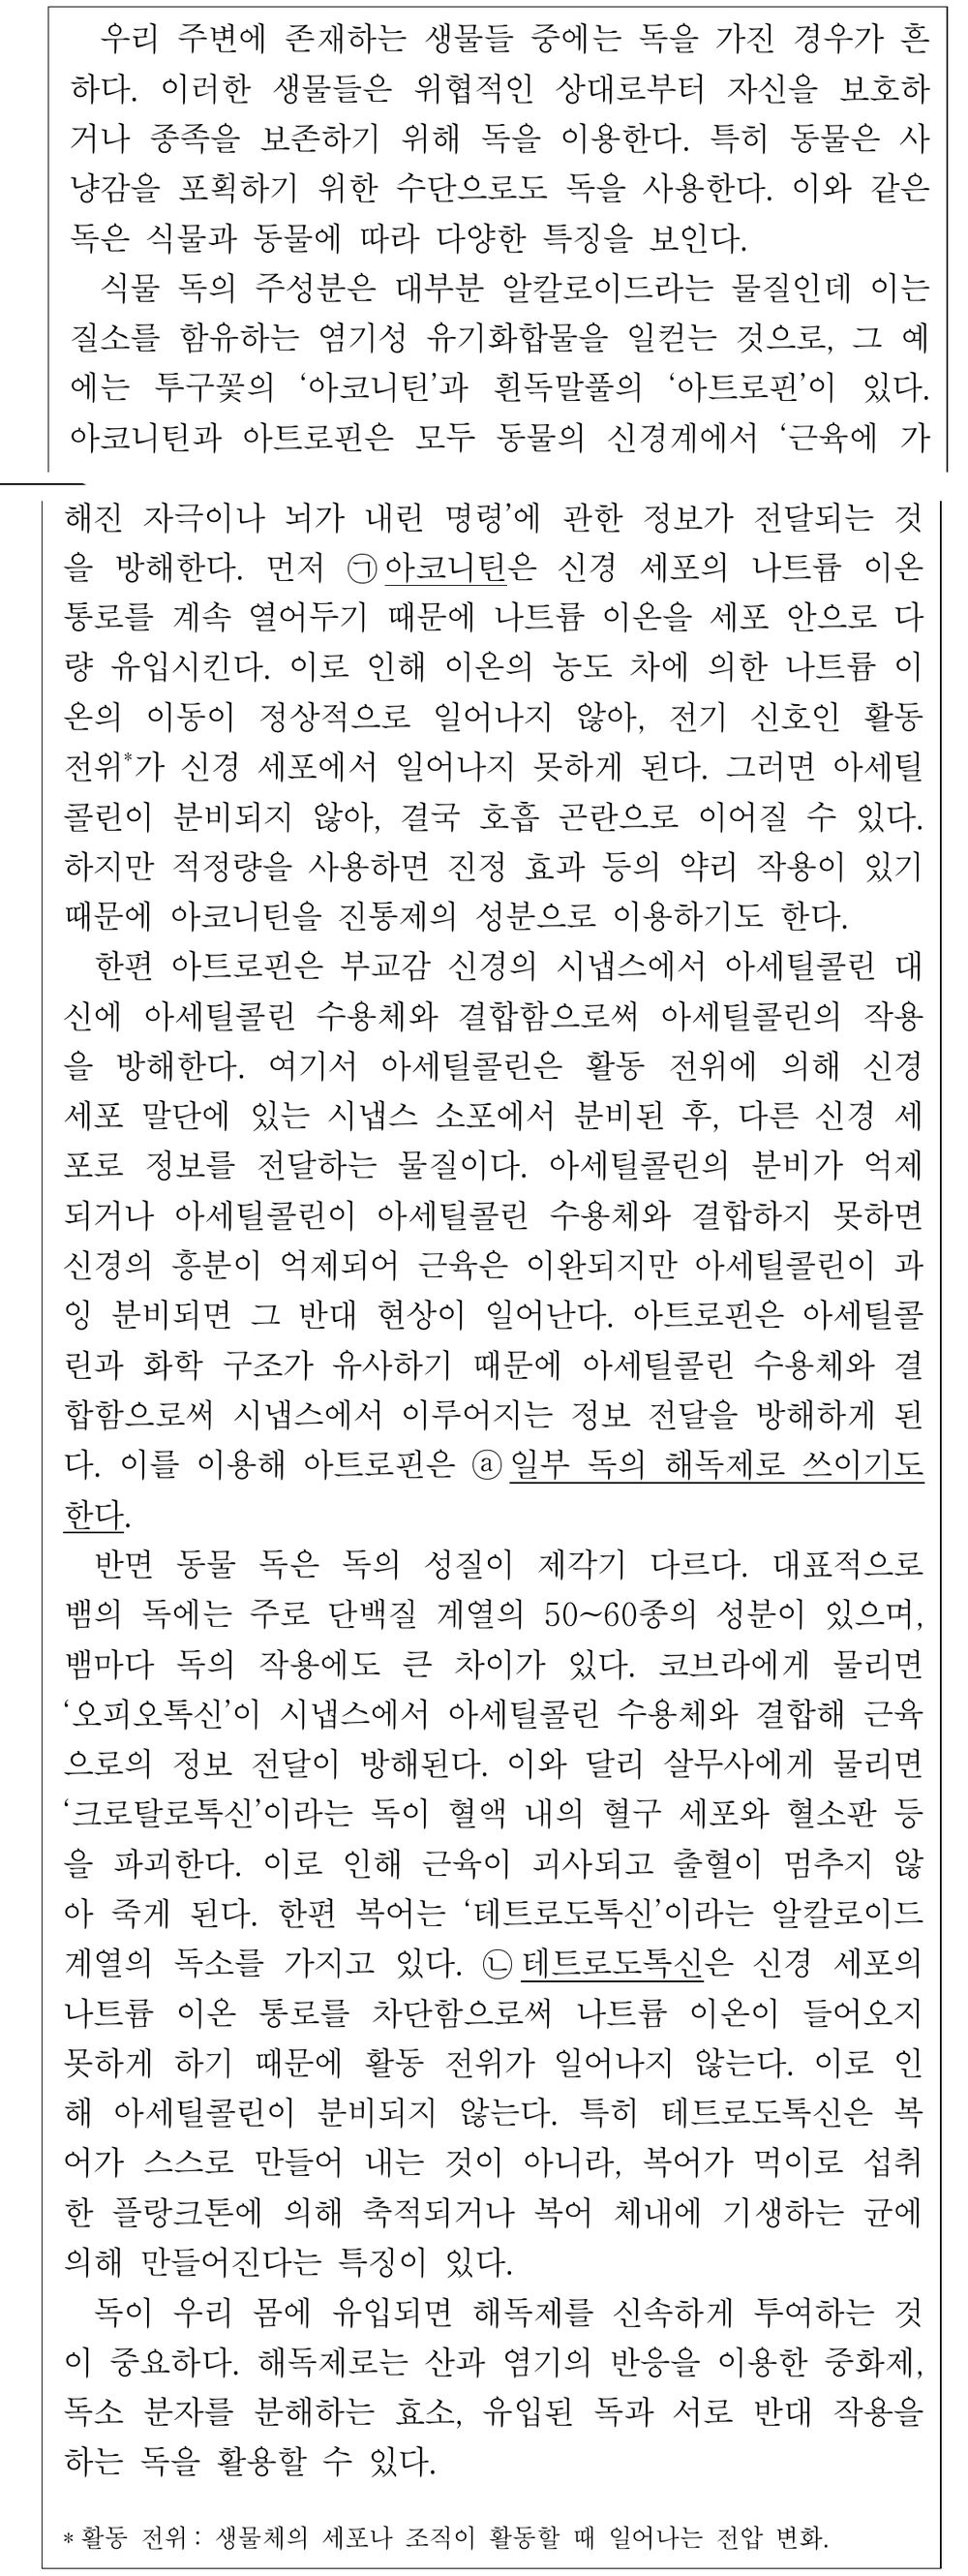 우리 주변에 존재하는 생물들 중에는 독을 가진 경우가 흔
하다. 이러한 생물들은 위협적인 상대로부터 자신을 보호하
거나 종족을 보존하기 위해 독을 이용한다. 특히 동물은 사
냥감을 포획하기 위한 수단으로도 독을 사용한다. 이와 같은
독은 식물과 동물에 따라 다양한 특징을 보인다.
식물 독의 주성분은 대부분 알칼로이드라는 물질인데 이는
질소를 함유하는 염기성 유기화합물을 일컫는 것으로, 그 예
에는 투구꽃의 ‘아코니틴’과 흰독말풀의 ‘아트로핀’이 있다.
아코니틴과 아트로핀은 모두 동물의 신경계에서 ‘근육에 가
해진 자극이나 뇌가 내린 명령’에 관한 정보가 전달되는 것
을 방해한다. 먼저 ㉠아코니틴은 신경 세포의 나트륨 이온
통로를 계속 열어두기 때문에 나트륨 이온을 세포 안으로 다
량 유입시킨다. 이로 인해 이온의 농도 차에 의한 나트륨 이
온의 이동이 정상적으로 일어나지 않아, 전기 신호인 활동
전위*가 신경 세포에서 일어나지 못하게 된다. 그러면 아세틸
콜린이 분비되지 않아, 결국 호흡 곤란으로 이어질 수 있다.
하지만 적정량을 사용하면 진정 효과 등의 약리 작용이 있기
때문에 아코니틴을 진통제의 성분으로 이용하기도 한다.
한편 아트로핀은 부교감 신경의 시냅스에서 아세틸콜린 대
신에 아세틸콜린 수용체와 결합함으로써 아세틸콜린의 작용
을 방해한다. 여기서 아세틸콜린은 활동 전위에 의해 신경
세포 말단에 있는 시냅스 소포에서 분비된 후, 다른 신경 세
포로 정보를 전달하는 물질이다. 아세틸콜린의 분비가 억제
되거나 아세틸콜린이 아세틸콜린 수용체와 결합하지 못하면
신경의 흥분이 억제되어 근육은 이완되지만 아세틸콜린이 과
잉 분비되면 그 반대 현상이 일어난다. 아트로핀은 아세틸콜
린과 화학 구조가 유사하기 때문에 아세틸콜린 수용체와 결
합함으로써 시냅스에서 이루어지는 정보 전달을 방해하게 된
다. 이를 이용해 아트로핀은 ⓐ일부 독의 해독제로 쓰이기도
한다.
반면 동물 독은 독의 성질이 제각기 다르다. 대표적으로
뱀의 독에는 주로 단백질 계열의 50~60종의 성분이 있으며,
뱀마다 독의 작용에도 큰 차이가 있다. 코브라에게 물리면
‘오피오톡신’이 시냅스에서 아세틸콜린 수용체와 결합해 근육
으로의 정보 전달이 방해된다. 이와 달리 살무사에게 물리면
‘크로탈로톡신’이라는 독이 혈액 내의 혈구 세포와 혈소판 등
을 파괴한다. 이로 인해 근육이 괴사되고 출혈이 멈추지 않
아 죽게 된다. 한편 복어는 ‘테트로도톡신’이라는 알칼로이드
계열의 독소를 가지고 있다. ㉡테트로도톡신은 신경 세포의
나트륨 이온 통로를 차단함으로써 나트륨 이온이 들어오지
못하게 하기 때문에 활동 전위가 일어나지 않는다. 이로 인
해 아세틸콜린이 분비되지 않는다. 특히 테트로도톡신은 복
어가 스스로 만들어 내는 것이 아니라, 복어가 먹이로 섭취
한 플랑크톤에 의해 축적되거나 복어 체내에 기생하는 균에
의해 만들어진다는 특징이 있다.
독이 우리 몸에 유입되면 해독제를 신속하게 투여하는 것
이 중요하다. 해독제로는 산과 염기의 반응을 이용한 중화제,
독소 분자를 분해하는 효소, 유입된 독과 서로 반대 작용을
하는 독을 활용할 수 있다.
* 활동 전위 : 생물체의 세포나 조직이 활동할 때 일어나는 전압 변화.